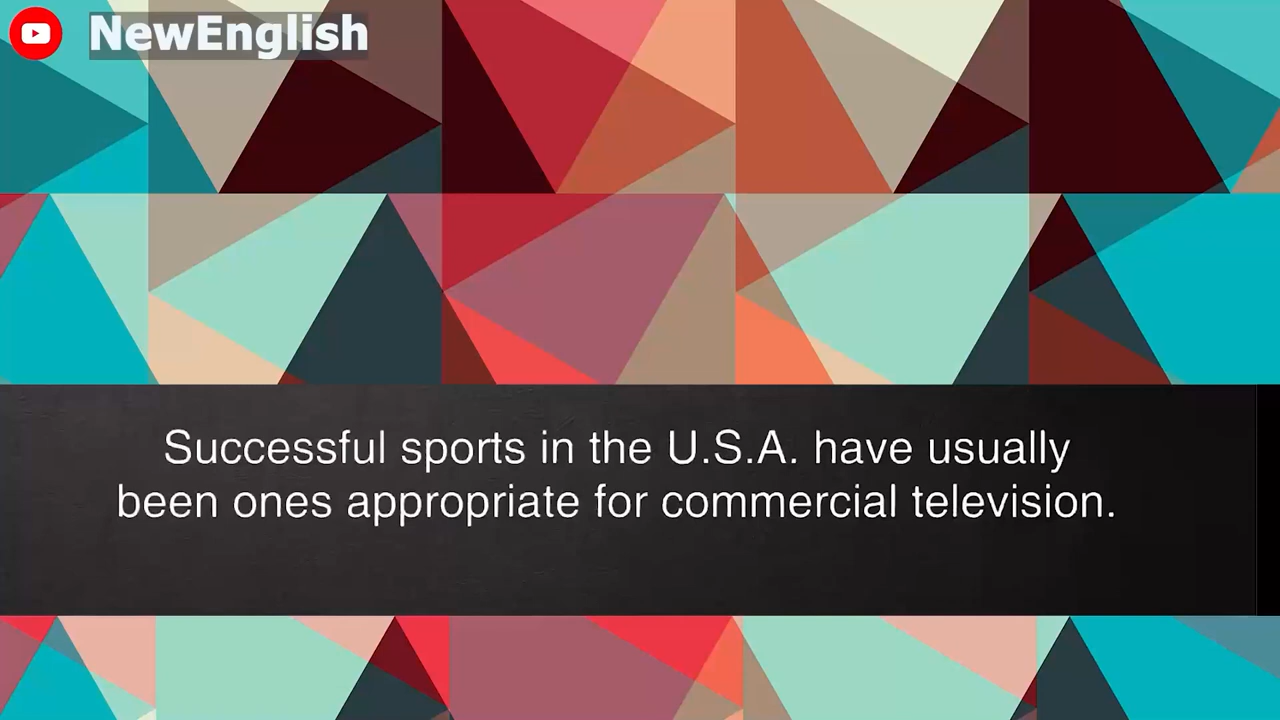 NewEnglish
Successful sports in the U.S.A. have usually
been ones appropriate for commercial television.